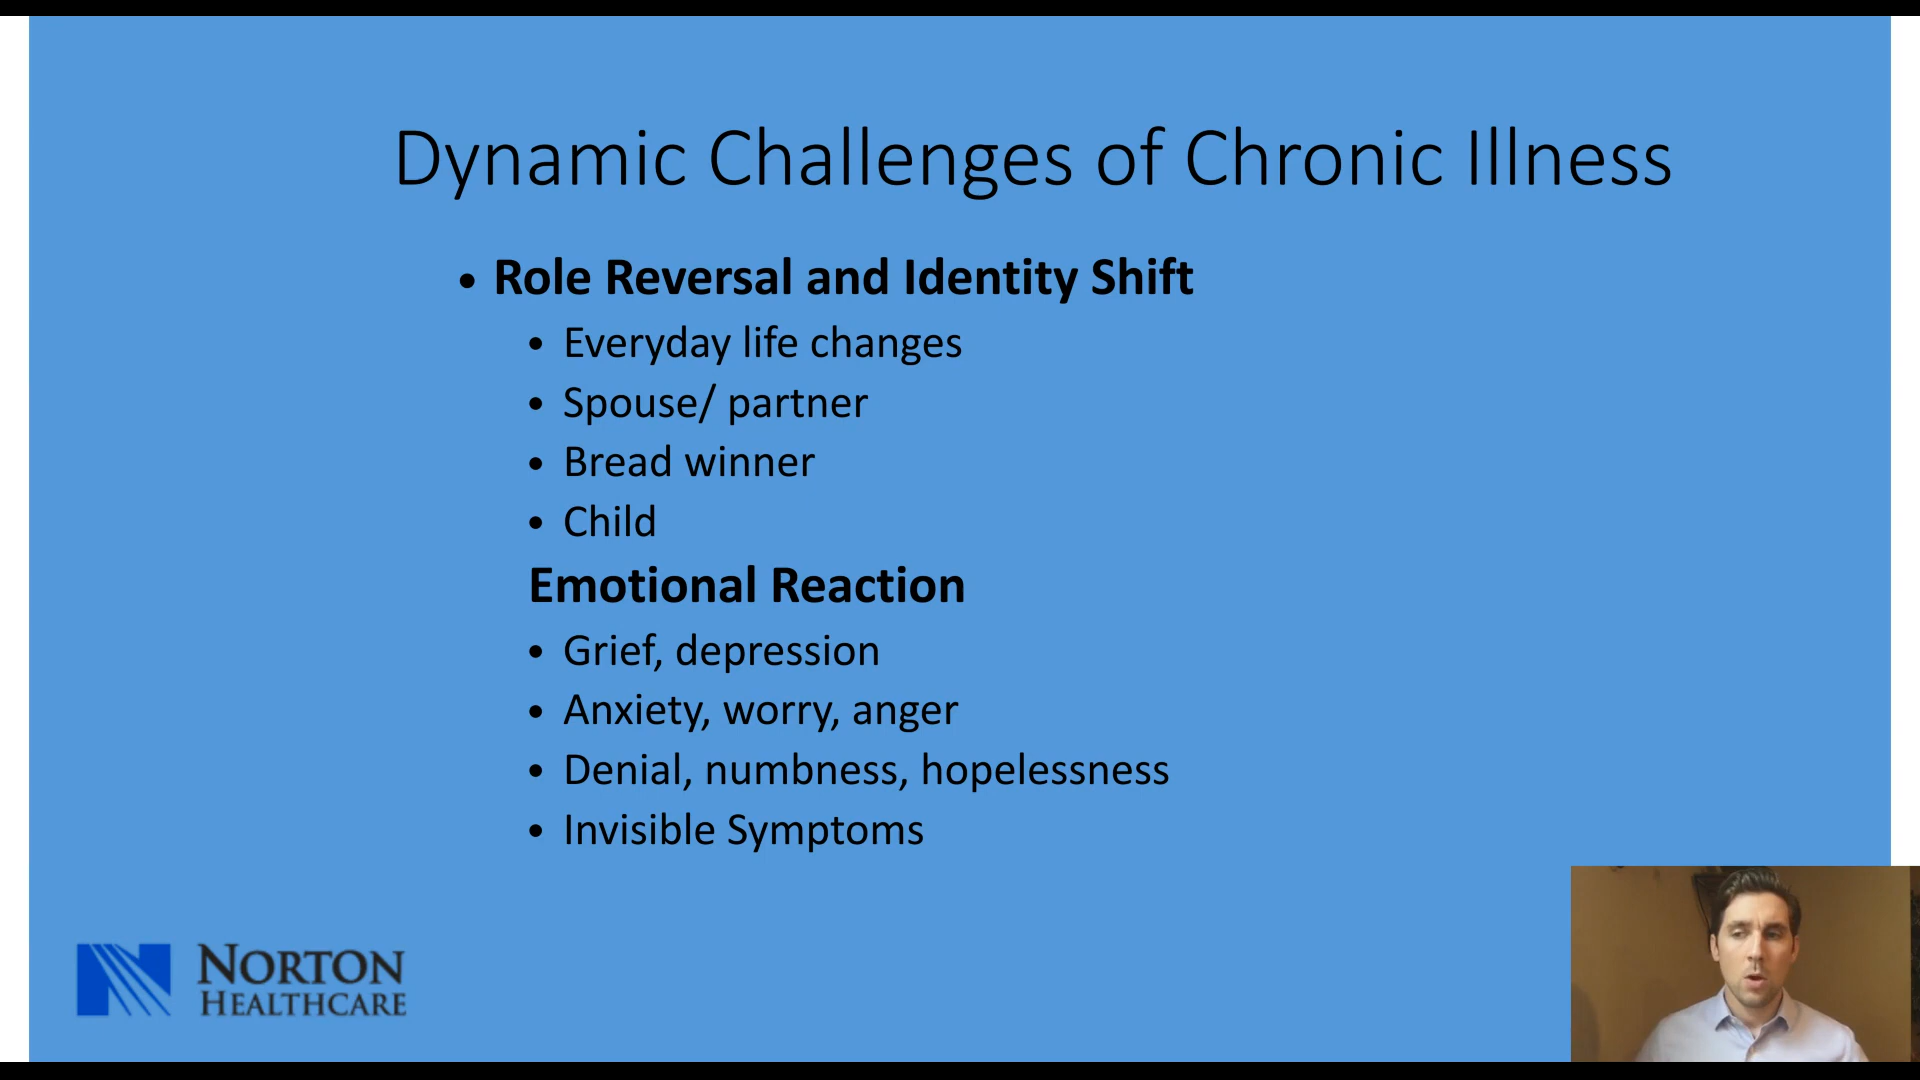 Dynamic Challenges of Chronic Illness
• Role Reversal and Identity Shift
• Everyday life changes
• Spouse/ partner
• Bread winner
• Child
Emotional Reaction
• Grief, depression
• Anxiety, worry, anger
• Denial, numbness, hopelessness
• Invisible Symptoms
NORTON
HEALTHCARE